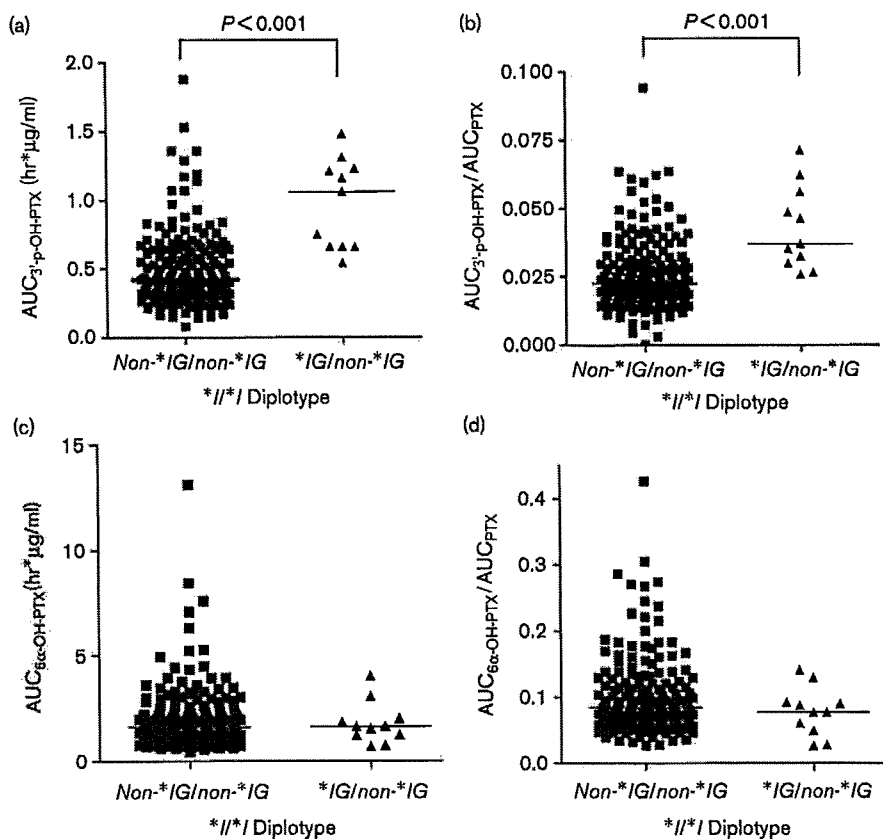 (a)
P<0.001
AUC3'-p-OH-PTX (hr*µg/ml)
2.0
1.5
1.0
0.5
0.0
Non-*IG/non-*IG
*IG/non-*IG
*I/*I Diplotype
(b)
P<0.001
AUC3'-p-OH-PTX/AUCPTX
0.100
0.075
0.050
0.025
0.000
Non-*IG/non-*IG
*IG/non-*IG
*I/*I Diplotype
(c)
AUC6α-OH-PTX(hr*µg/ml)
15
10
5
0
Non-*IG/non-*IG
*IG/non-*IG
*I/*I Diplotype
(d)
AUC6α-OH-PTX/AUCPTX
0.4
0.3
0.2
0.1
0.0
Non-*IG/non-*IG
*IG/non-*IG
*I/*I Diplotype